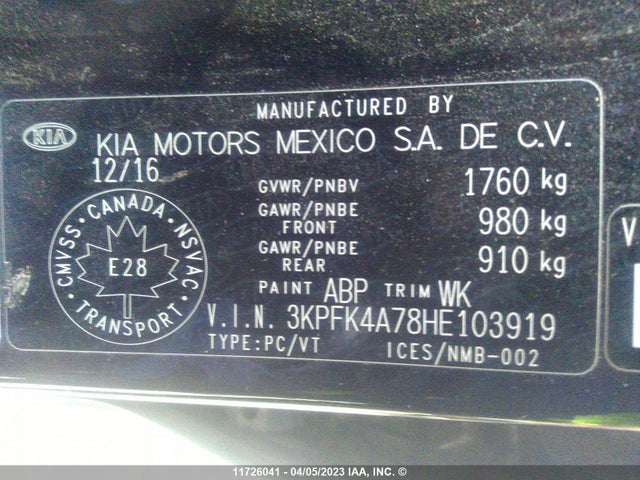 MANUFACTURED BY
KIA KIA MOTORS MEXICO S.A. DE C.V.
12/16
GVWR/PNBV 1760 kg
GAWR/PNBE FRONT 980 kg
GAWR/PNBE REAR 910 kg
PAINT ABP TRIM WK
V.I.N. 3KPFK4A78HE103919
TYPE:PC/VT ICES/NMB-002
CANADA
CMVSS NSVAC
E28
TRANSPORT
V
11726041 - 04/05/2023 IAA, INC. ©